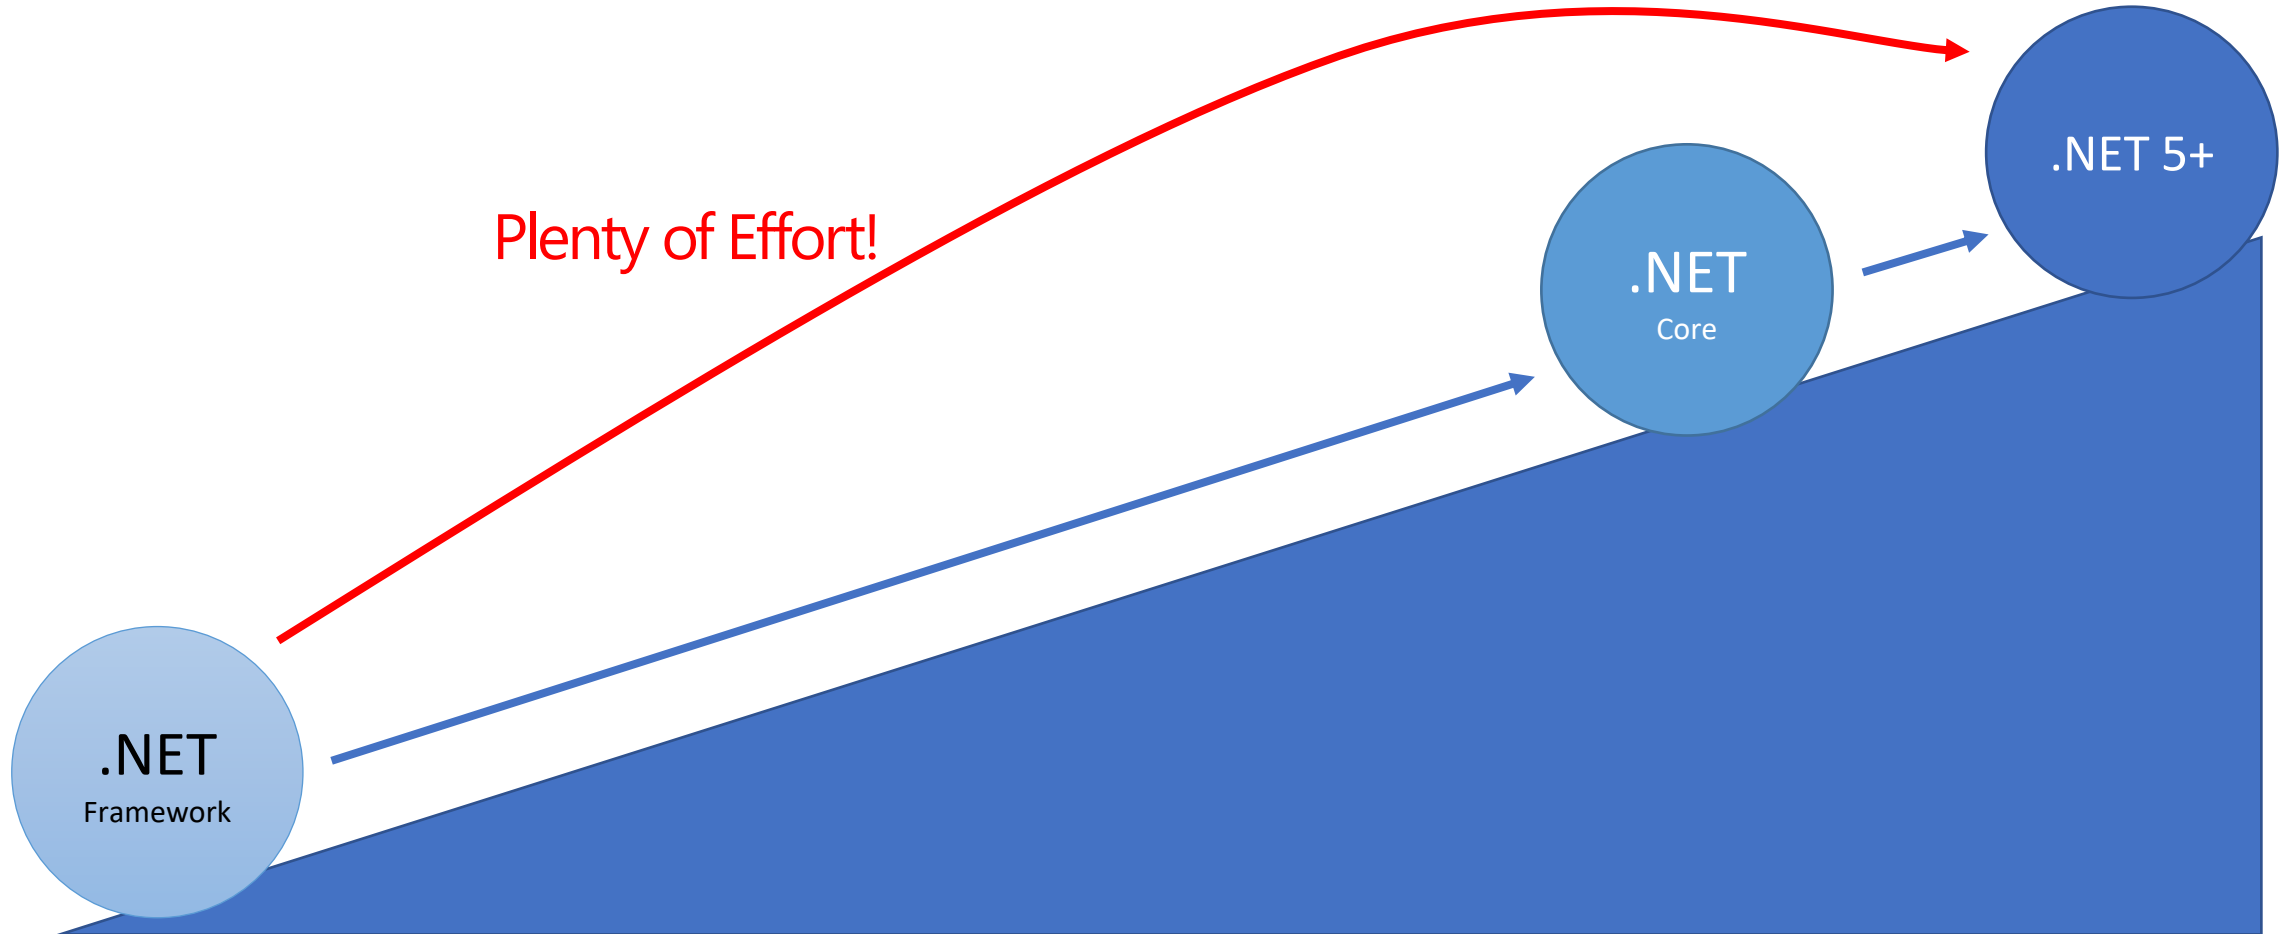 .NET 5+
Plenty of Effort!
.NET
Core
.NET
Framework